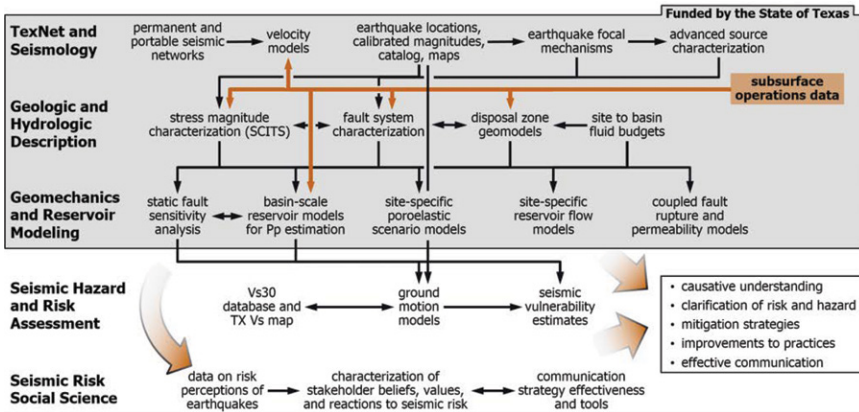 Funded by the State of Texas
TexNet and
Seismology
permanent and
portable seismic
networks
velocity
models
earthquake locations,
calibrated magnitudes,
catalog, maps
earthquake focal
mechanisms
advanced source
characterization
subsurface
operations data
Geologic and
Hydrologic
Description
stress magnitude
characterization (SCITS)
fault system
characterization
disposal zone
geomodels
site to basin
fluid budgets
Geomechanics
and Reservoir
Modeling
static fault
sensitivity
analysis
basin-scale
reservoir models
for Pp estimation
site-specific
poroelastic
scenario models
site-specific
reservoir flow
models
coupled fault
rupture and
permeability models
Seismic Hazard
and Risk
Assessment
Vs30
database and
TX Vs map
ground
motion
models
seismic
vulnerability
estimates
• causative understanding
• clarification of risk and hazard
• mitigation strategies
• improvements to practices
• effective communication
Seismic Risk
Social Science
data on risk
perceptions of
earthquakes
characterization of
stakeholder beliefs, values,
and reactions to seismic risk
communication
strategy effectiveness
and tools